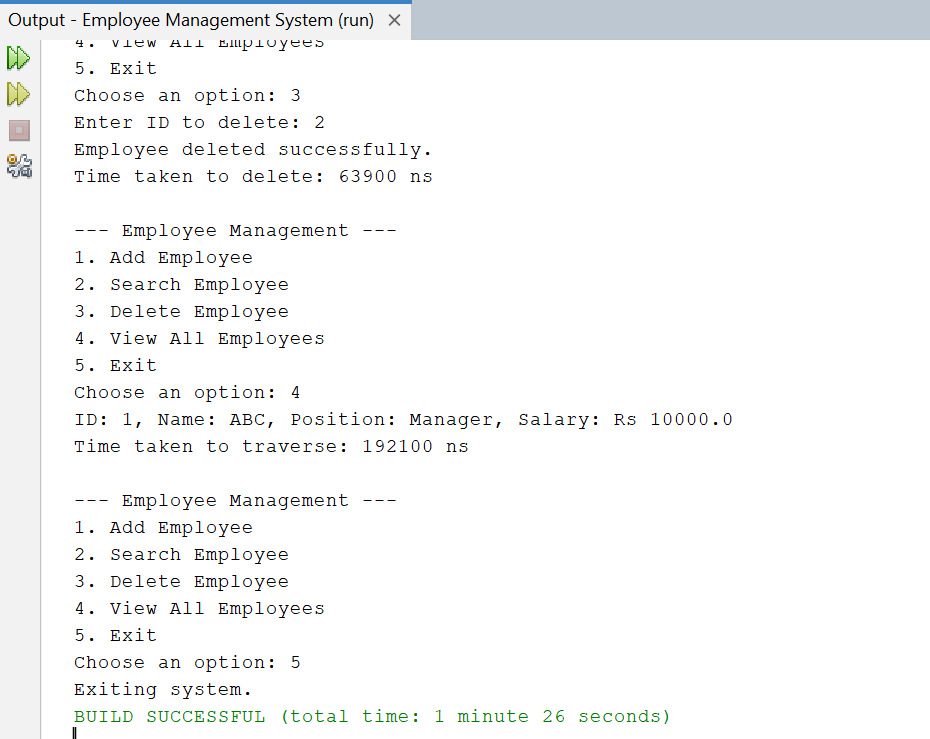 Output - Employee Management System (run)
4. View All Employees
5. Exit
Choose an option: 3
Enter ID to delete: 2
Employee deleted successfully.
Time taken to delete: 63900 ns
--- Employee Management ---
1. Add Employee
2. Search Employee
3. Delete Employee
4. View All Employees
5. Exit
Choose an option: 4
ID: 1, Name: ABC, Position: Manager, Salary: Rs 10000.0
Time taken to traverse: 192100 ns
--- Employee Management ---
1. Add Employee
2. Search Employee
3. Delete Employee
4. View All Employees
5. Exit
Choose an option: 5
Exiting system.
BUILD SUCCESSFUL (total time: 1 minute 26 seconds)